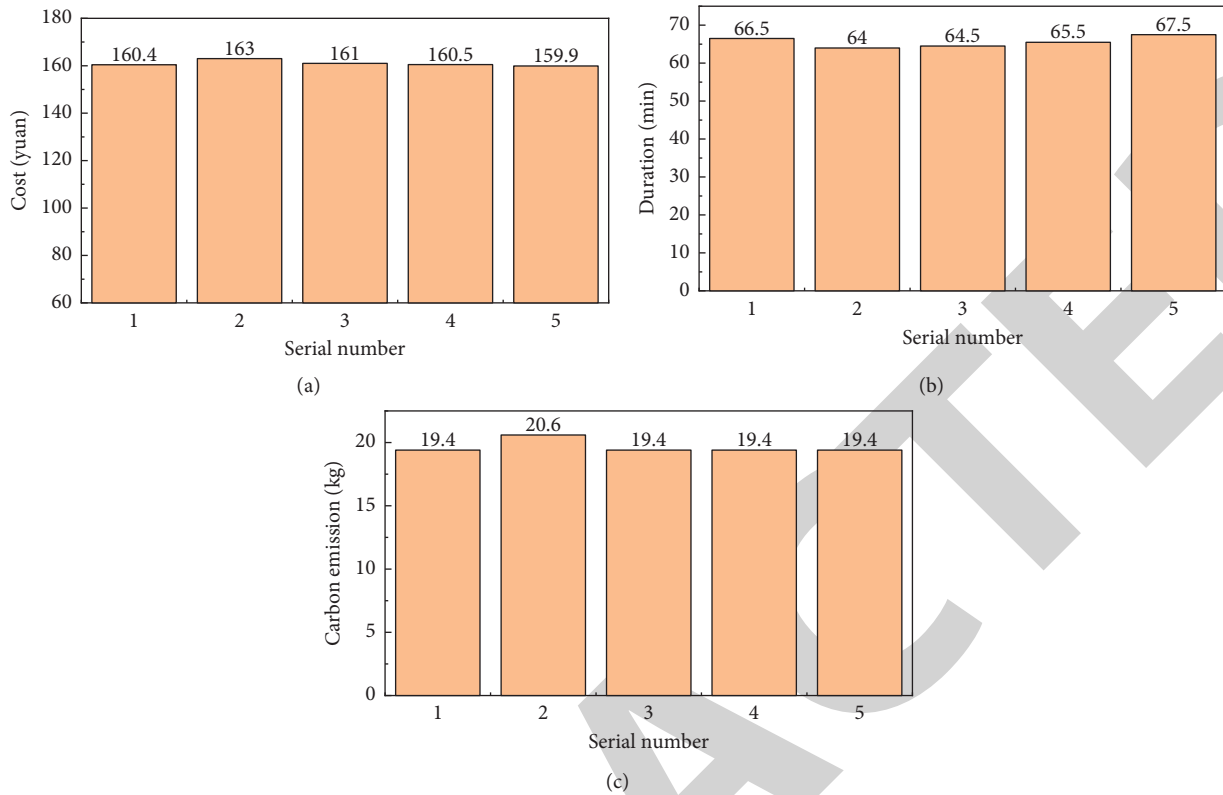 180
160
140
120
100
80
60
Cost (yuan)
160.4
163
161
160.5
159.9
1 2 3 4 5
Serial number
(a)
70
60
50
40
30
20
10
0
Duration (min)
66.5
64
64.5
65.5
67.5
1 2 3 4 5
Serial number
(b)
20
15
10
5
0
Carbon emission (kg)
19.4
20.6
19.4
19.4
19.4
1 2 3 4 5
Serial number
(c)
ACTE